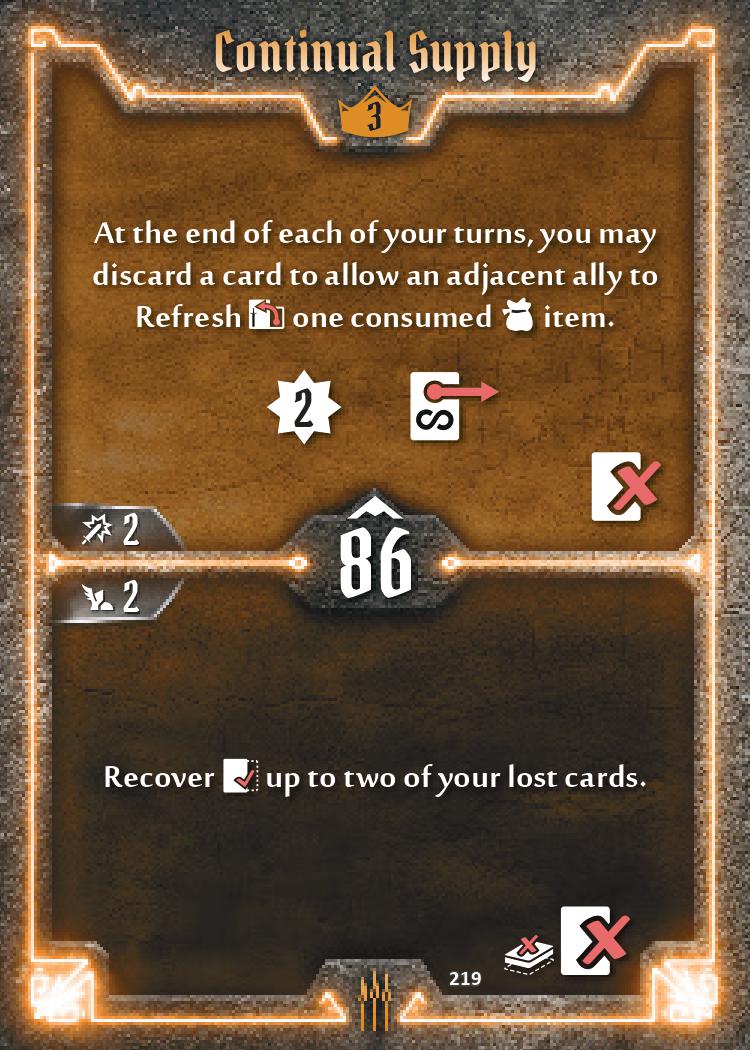 Continual Supply
3
At the end of each of your turns, you may
discard a card to allow an adjacent ally to
Refresh one consumed item.
2
∞
2
86
2
Recover up to two of your lost cards.
219